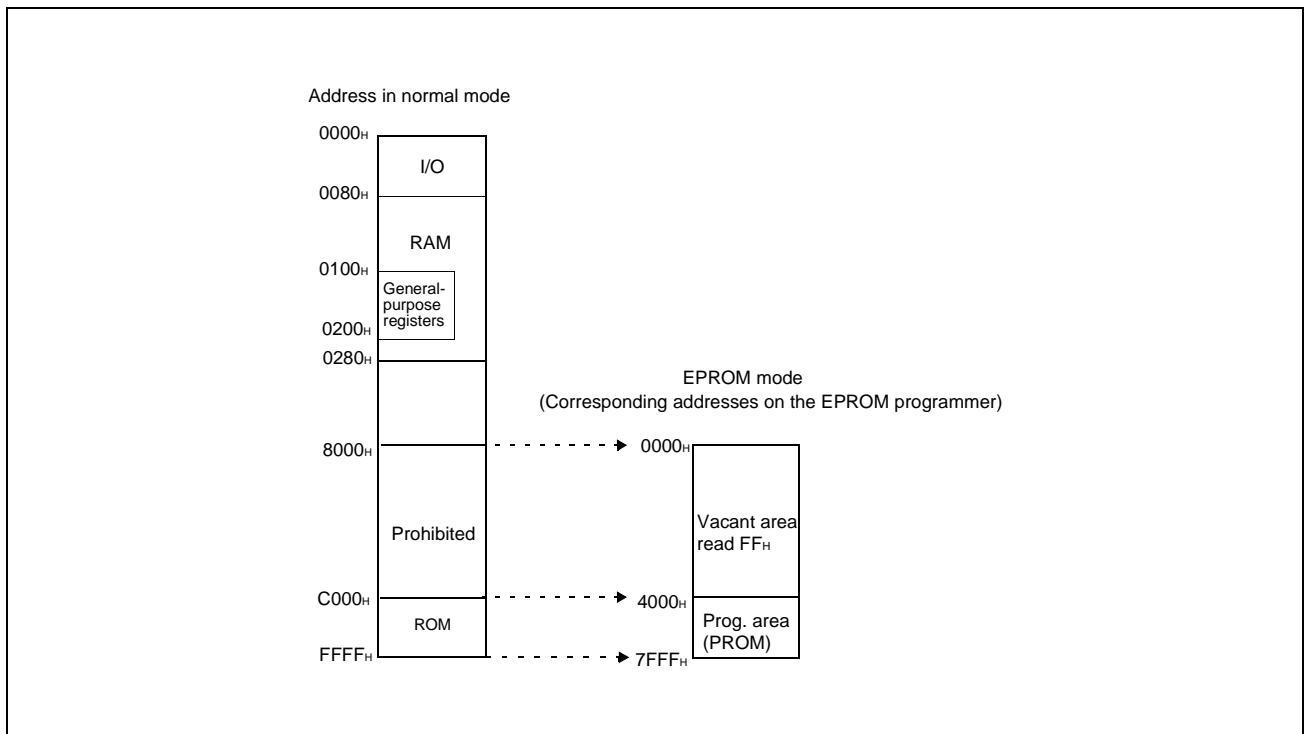 Address in normal mode
0000H
I/O
0080H
RAM
0100H
General-
purpose
registers
0200H
0280H
EPROM mode
(Corresponding addresses on the EPROM programmer)
8000H
0000H
Prohibited
Vacant area
read FFH
C000H
4000H
ROM
Prog. area
(PROM)
FFFFH
7FFFH